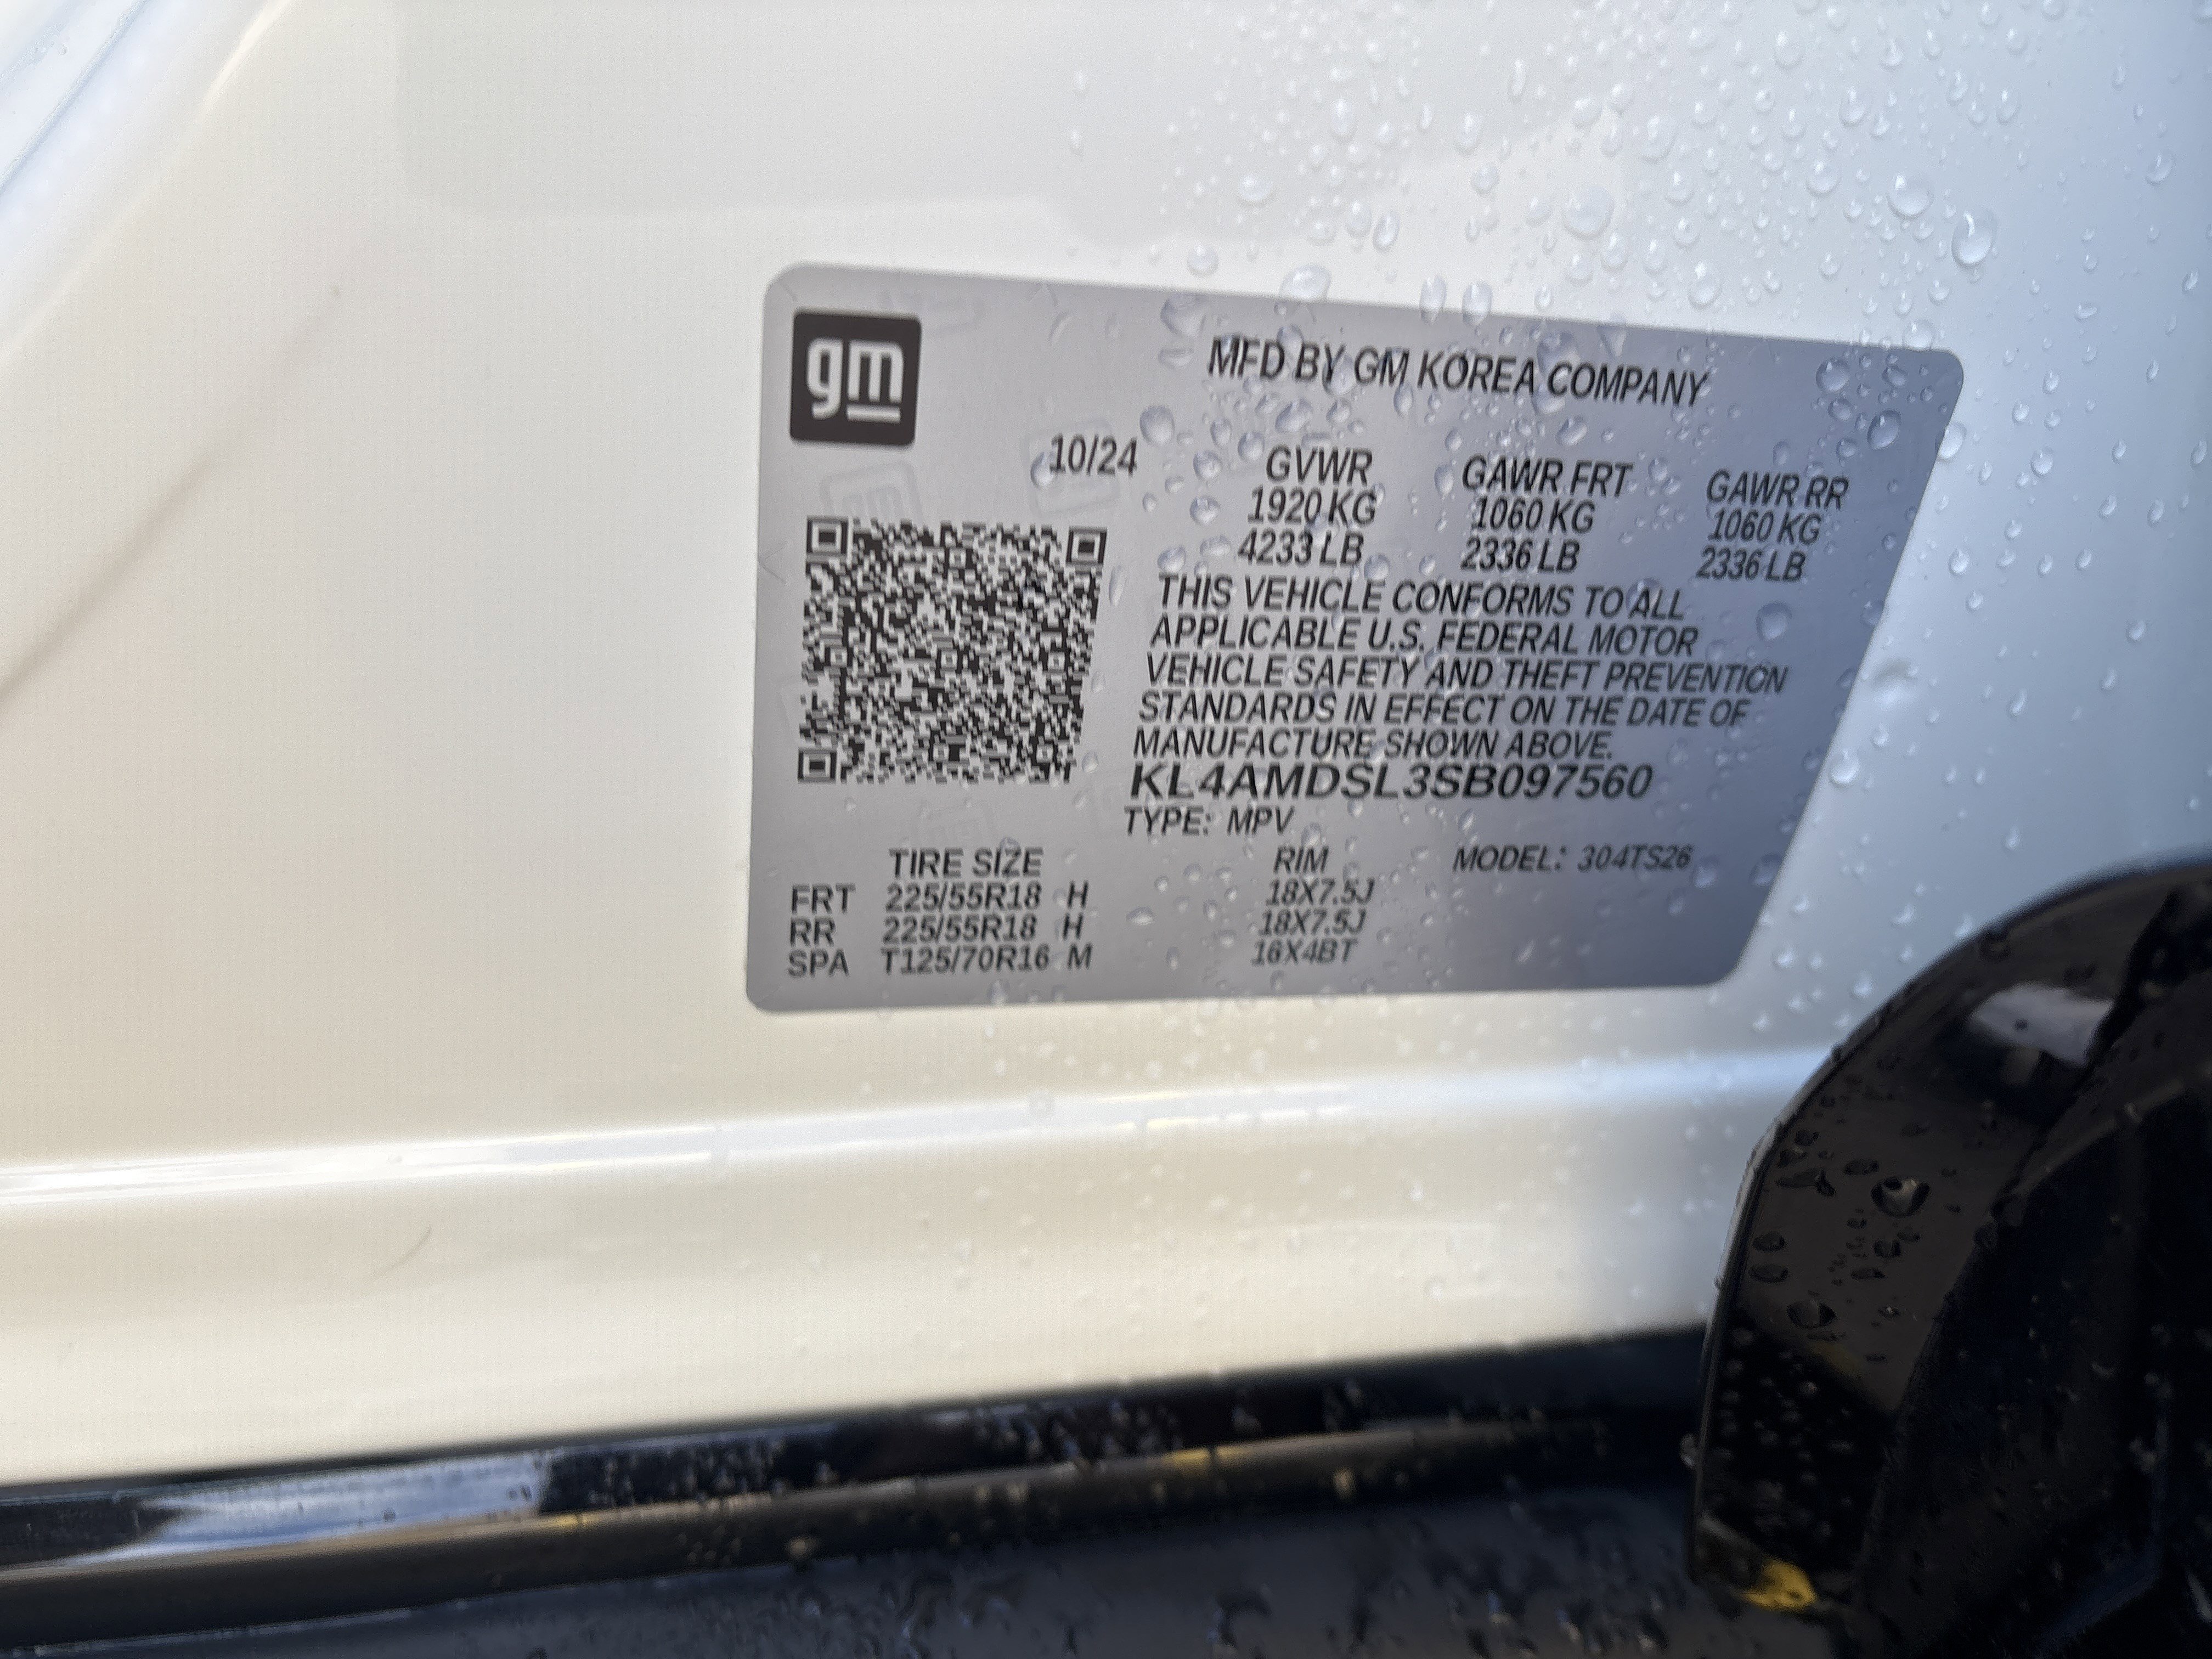 gm
MFD BY GM KOREA COMPANY
10/24
GVWR GAWR FRT GAWR RR
1920 KG 1060 KG 1060 KG
4233 LB 2336 LB 2336 LB
THIS VEHICLE CONFORMS TO ALL
APPLICABLE U.S. FEDERAL MOTOR
VEHICLE SAFETY AND THEFT PREVENTION
STANDARDS IN EFFECT ON THE DATE OF
MANUFACTURE SHOWN ABOVE.
KL4AMDSL3SB097560
TYPE: MPV
TIRE SIZE RIM MODEL: 304TS26
FRT 225/55R18 H 18X7.5J
RR 225/55R18 H 18X7.5J
SPA T125/70R16 M 16X4BT